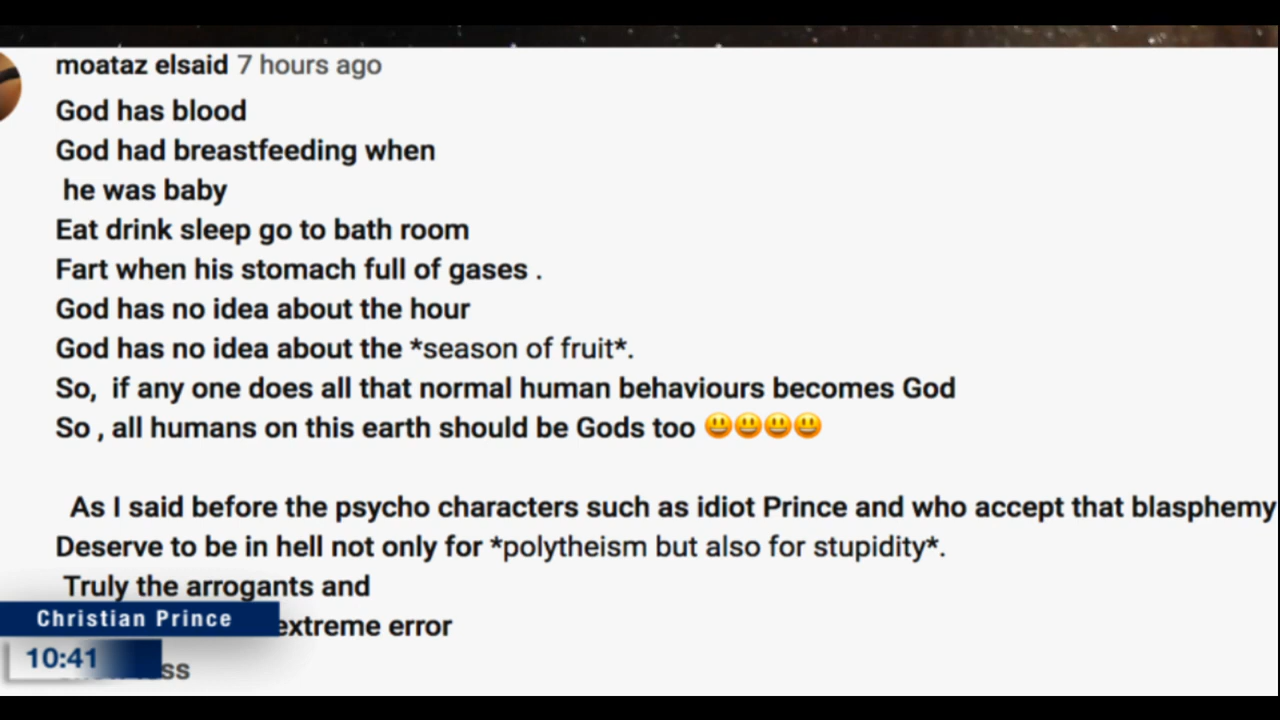 moataz elsaid 7 hours ago
God has blood
God had breastfeeding when
he was baby
Eat drink sleep go to bath room
Fart when his stomach full of gases .
God has no idea about the hour
God has no idea about the *season of fruit*.
So, if any one does all that normal human behaviours becomes God
So , all humans on this earth should be Gods too 😃😃😃😃
As I said before the psycho characters such as idiot Prince and who accept that blasphemy
Deserve to be in hell not only for *polytheism but also for stupidity*.
Truly the arrogants and
extreme error
Christian Prince
10:41